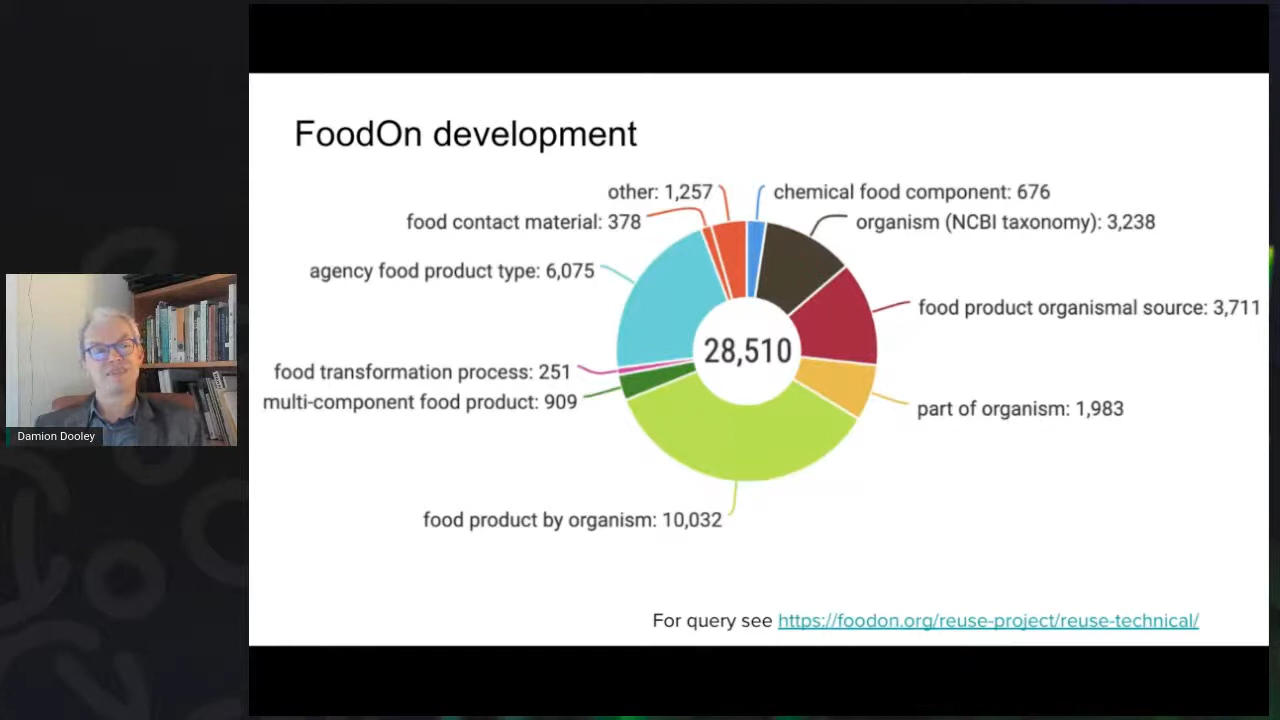 FoodOn development
other: 1,257
chemical food component: 676
food contact material: 378
organism (NCBI taxonomy): 3,238
agency food product type: 6,075
food product organismal source: 3,711
28,510
food transformation process: 251
multi-component food product: 909
part of organism: 1,983
Damion Dooley
food product by organism: 10,032
For query see https://foodon.org/reuse-project/reuse-technical/